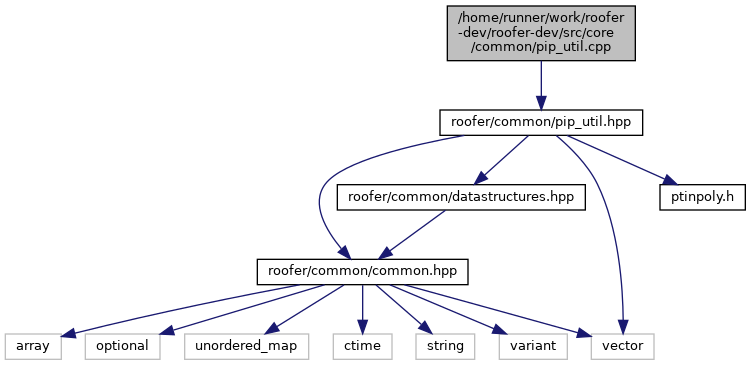 /home/runner/work/roofer
-dev/roofer-dev/src/core
/common/pip_util.cpp
roofer/common/pip_util.hpp
roofer/common/datastructures.hpp
ptinpoly.h
roofer/common/common.hpp
array
optional
unordered_map
ctime
string
variant
vector